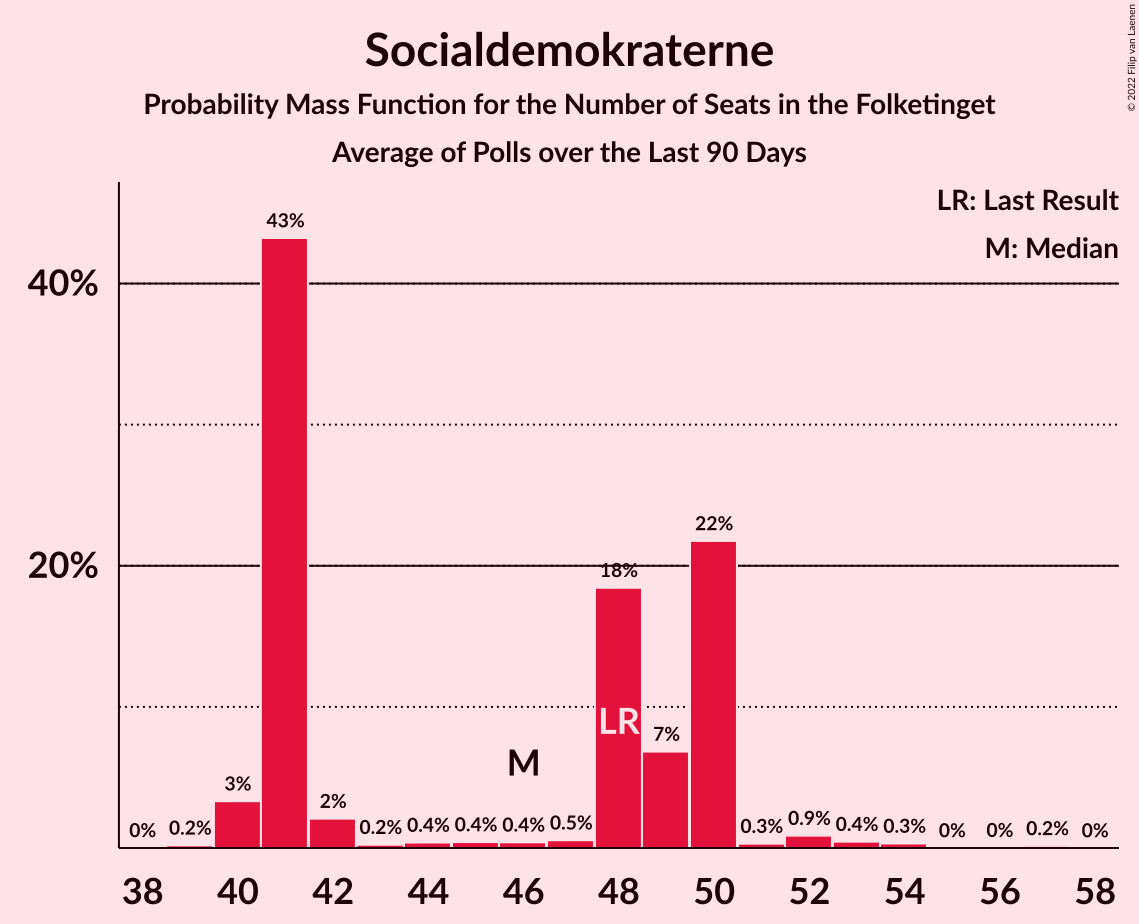 Socialdemokraterne
Probability Mass Function for the Number of Seats in the Folketinget
Average of Polls over the Last 90 Days
© 2022 Filip van Laenen
LR: Last Result
M: Median
40%
20%
0%
0.2%
3%
43%
2%
0.2%
0.4%
0.4%
0.4%
0.5%
18%
7%
22%
0.3%
0.9%
0.4%
0.3%
0%
0%
0.2%
0%
M
LR
38 40 42 44 46 48 50 52 54 56 58